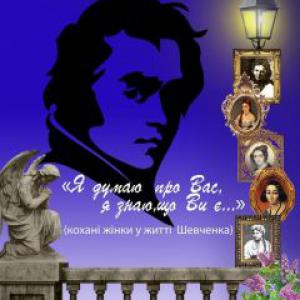 «Я думаю про Вас,
я знаю,що Ви є...»
(кохані жінки у житті Шевченка)